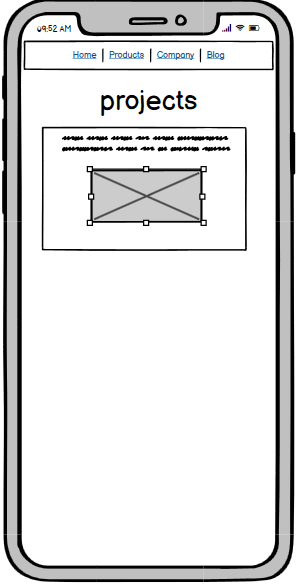 09:52 AM
Home | Products | Company | Blog
projects